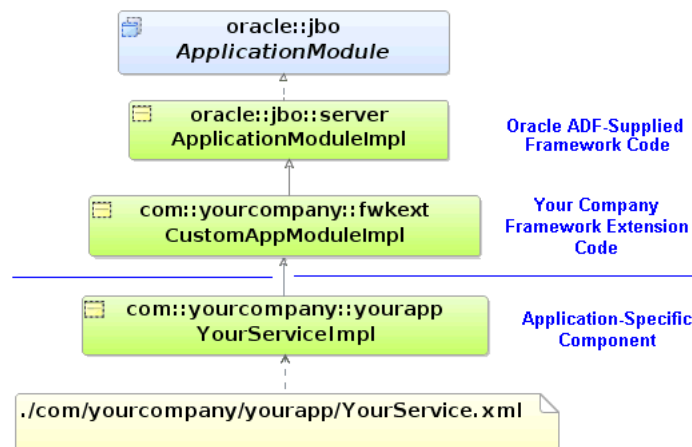 oracle::jbo
ApplicationModule
oracle::jbo::server
ApplicationModuleImpl
Oracle ADF-Supplied
Framework Code
com::yourcompany::fwkext
CustomAppModuleImpl
Your Company
Framework Extension
Code
com::yourcompany::yourapp
YourServiceImpl
Application-Specific
Component
./com/yourcompany/yourapp/YourService.xml